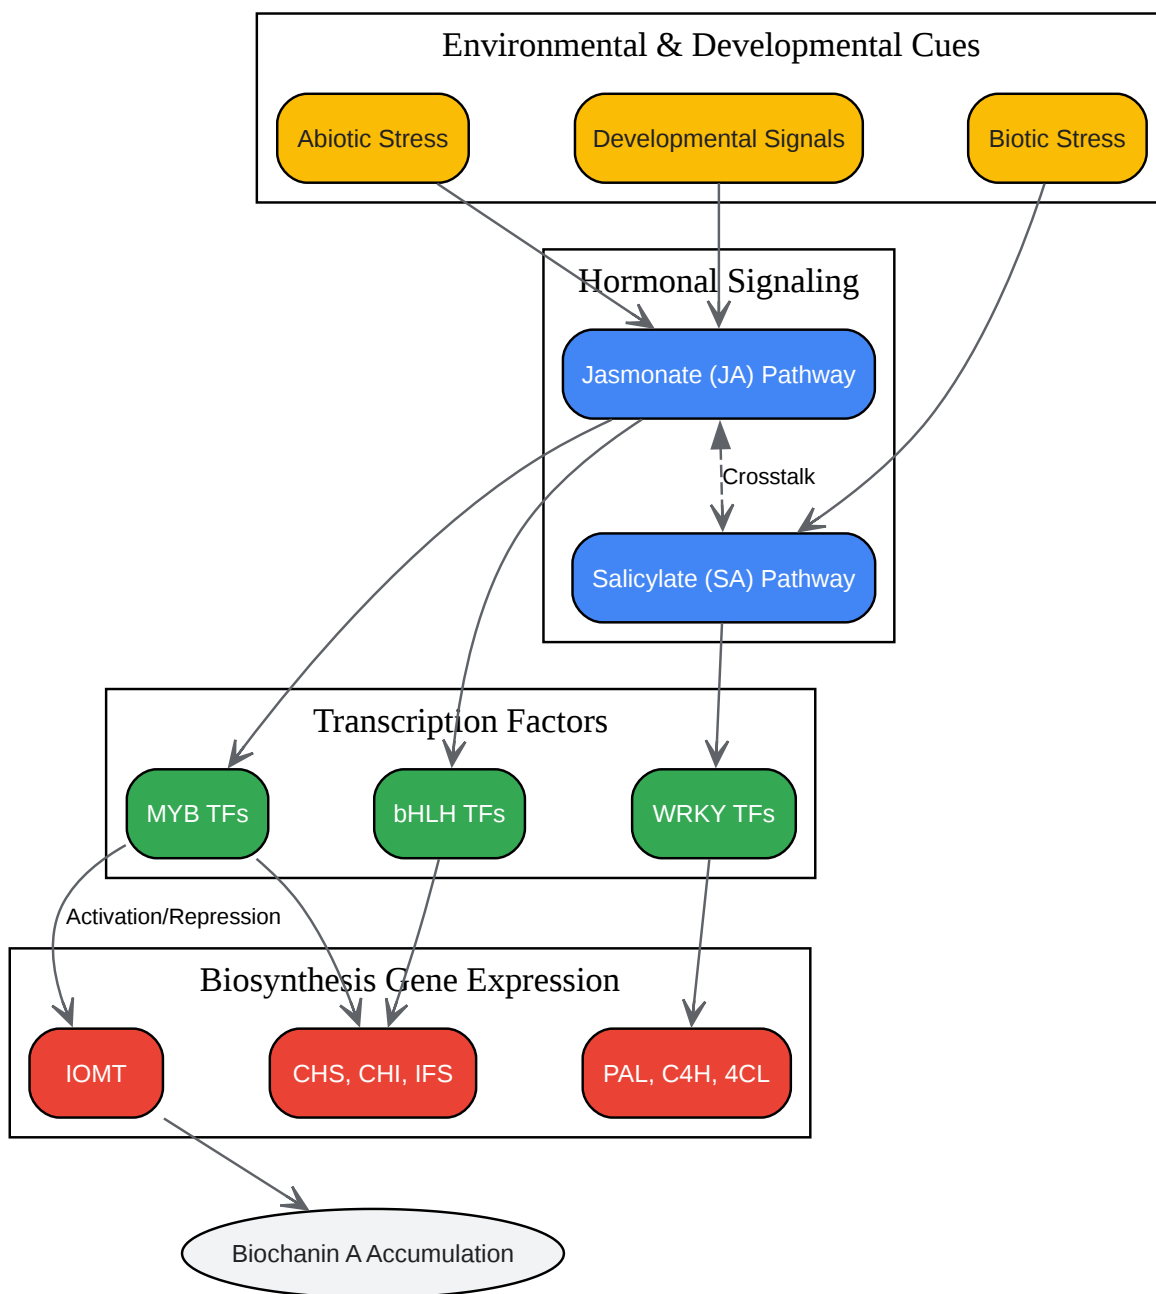 Environmental & Developmental Cues
Abiotic Stress
Developmental Signals
Biotic Stress
Hormonal Signaling
Jasmonate (JA) Pathway
Crosstalk
Salicylate (SA) Pathway
Transcription Factors
MYB TFs
bHLH TFs
WRKY TFs
Activation/Repression
Biosynthesis Gene Expression
IOMT
CHS, CHI, IFS
PAL, C4H, 4CL
Biochanin A Accumulation